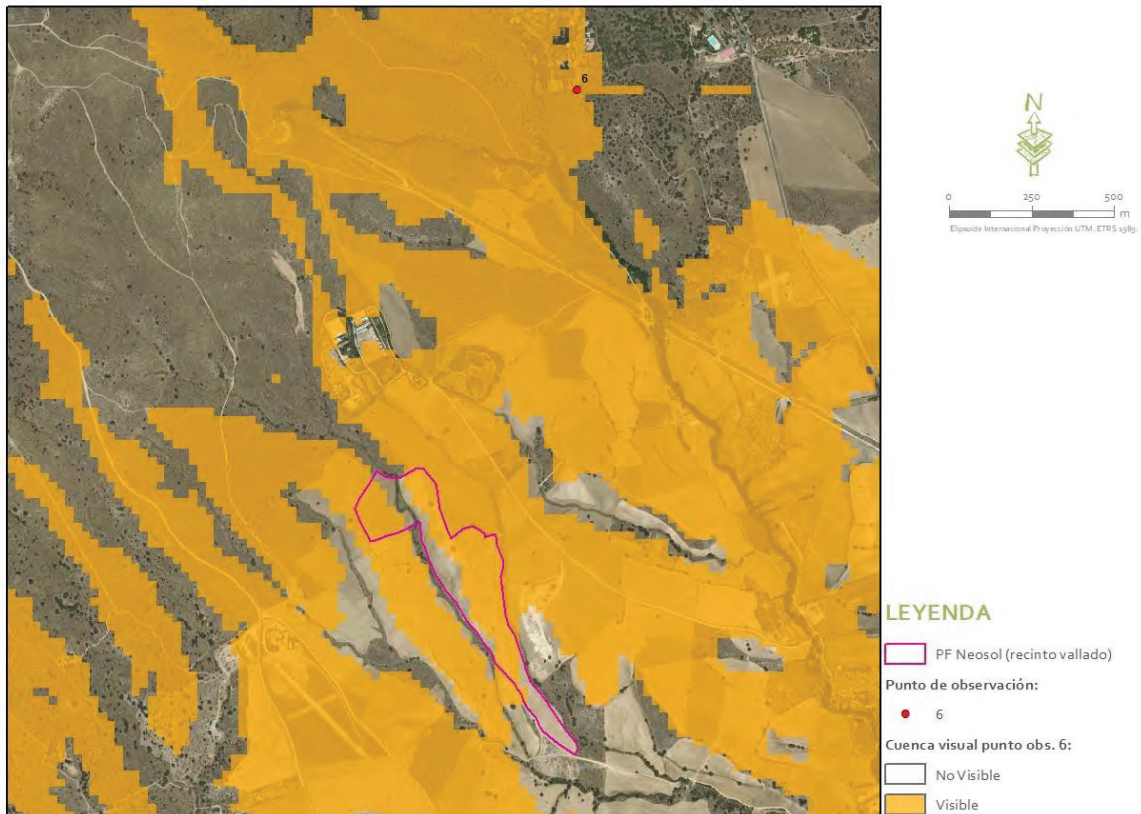 6
N
0 250 500
m
Elipsoide Internacional Proyección UTM. ETRS 1989.
LEYENDA
PF Neosol (recinto vallado)
Punto de observación:
6
Cuenca visual punto obs. 6:
No Visible
Visible